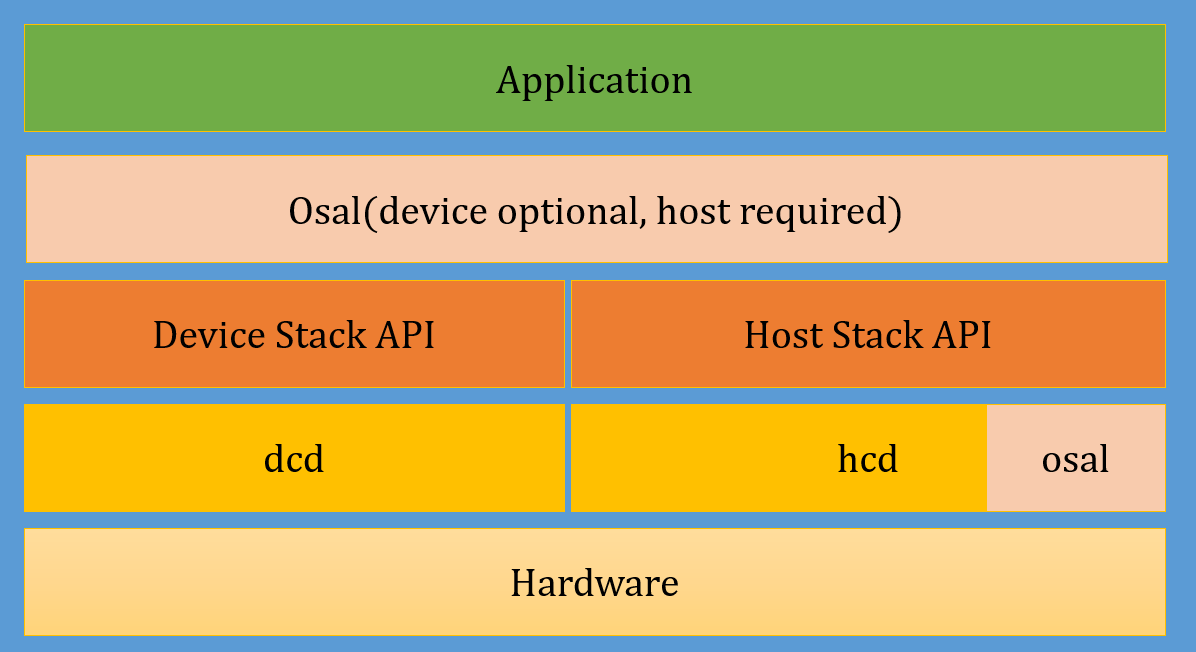 Application
Osal(device optional, host required)
Device Stack API
Host Stack API
dcd
hcd
osal
Hardware